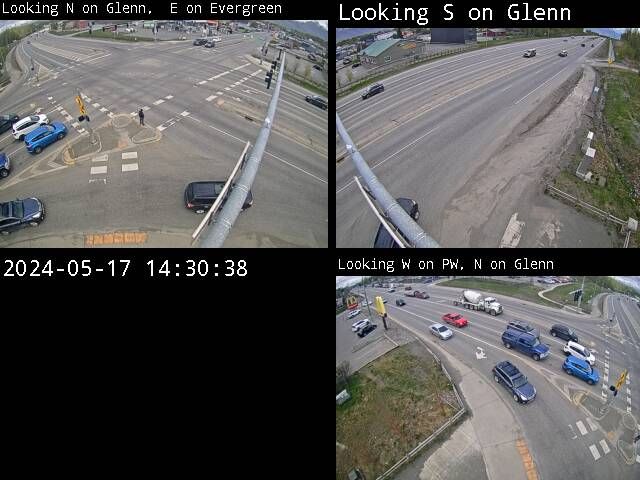 Looking N on Glenn, E on Evergreen
Looking S on Glenn
2024-05-17 14:30:38
Looking W on PW, N on Glenn